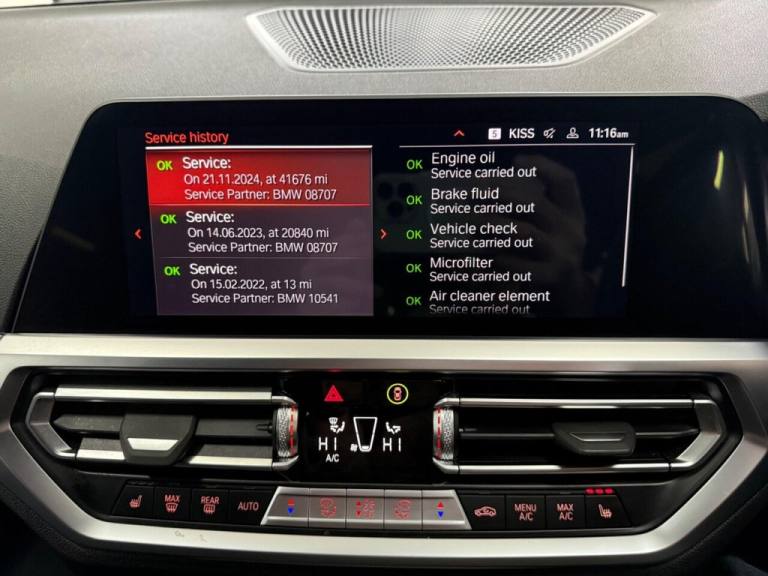 Service history
5 KISS 11:16am
OK Service:
On 21.11.2024, at 41676 mi
Service Partner: BMW 08707
OK Service:
On 14.06.2023, at 20840 mi
Service Partner: BMW 08707
OK Service:
On 15.02.2022, at 13 mi
Service Partner: BMW 10541
OK Engine oil
Service carried out
OK Brake fluid
Service carried out
OK Vehicle check
Service carried out
OK Microfilter
Service carried out
OK Air cleaner element
Service carried out
HI HI
A/C
MAX
REAR
AUTO
MENU
A/C
MAX
A/C